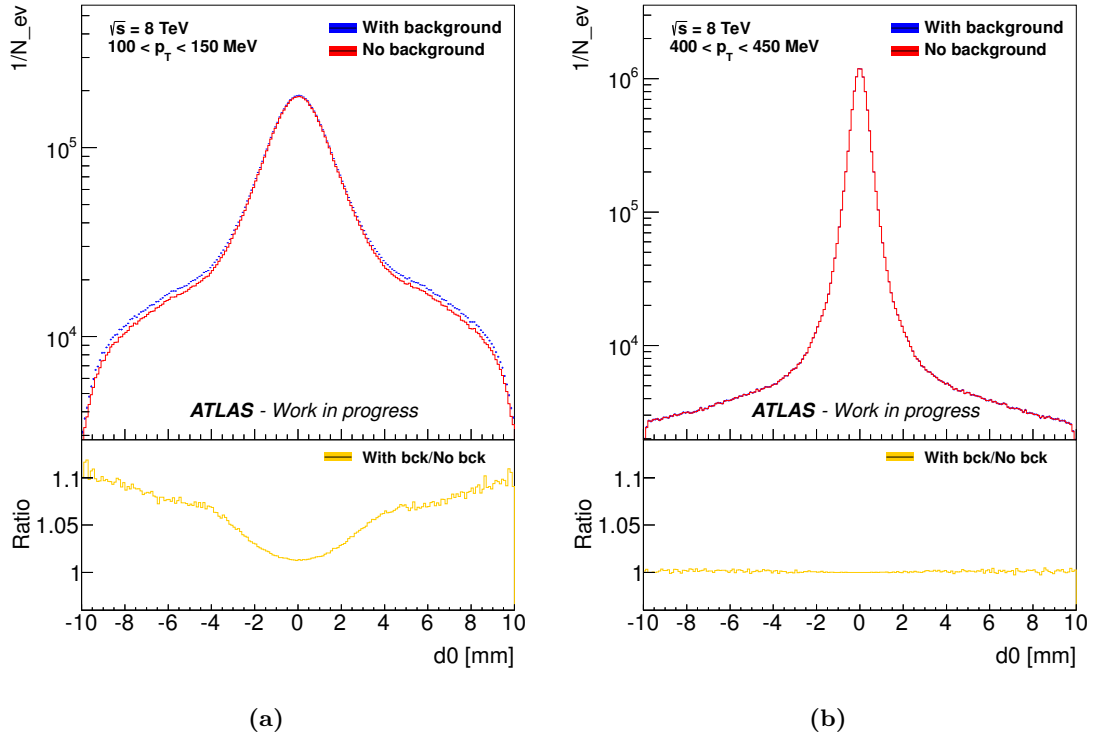 1/N_ev
√s = 8 TeV
100 < p_T < 150 MeV
With background
No background
10^5
10^4
ATLAS - Work in progress
With bck/No bck
Ratio
1.1
1.05
1
-10 -8 -6 -4 -2 0 2 4 6 8 10
d0 [mm]
(a)
1/N_ev
√s = 8 TeV
400 < p_T < 450 MeV
With background
No background
10^6
10^5
10^4
ATLAS - Work in progress
With bck/No bck
Ratio
1.1
1.05
1
-10 -8 -6 -4 -2 0 2 4 6 8 10
d0 [mm]
(b)